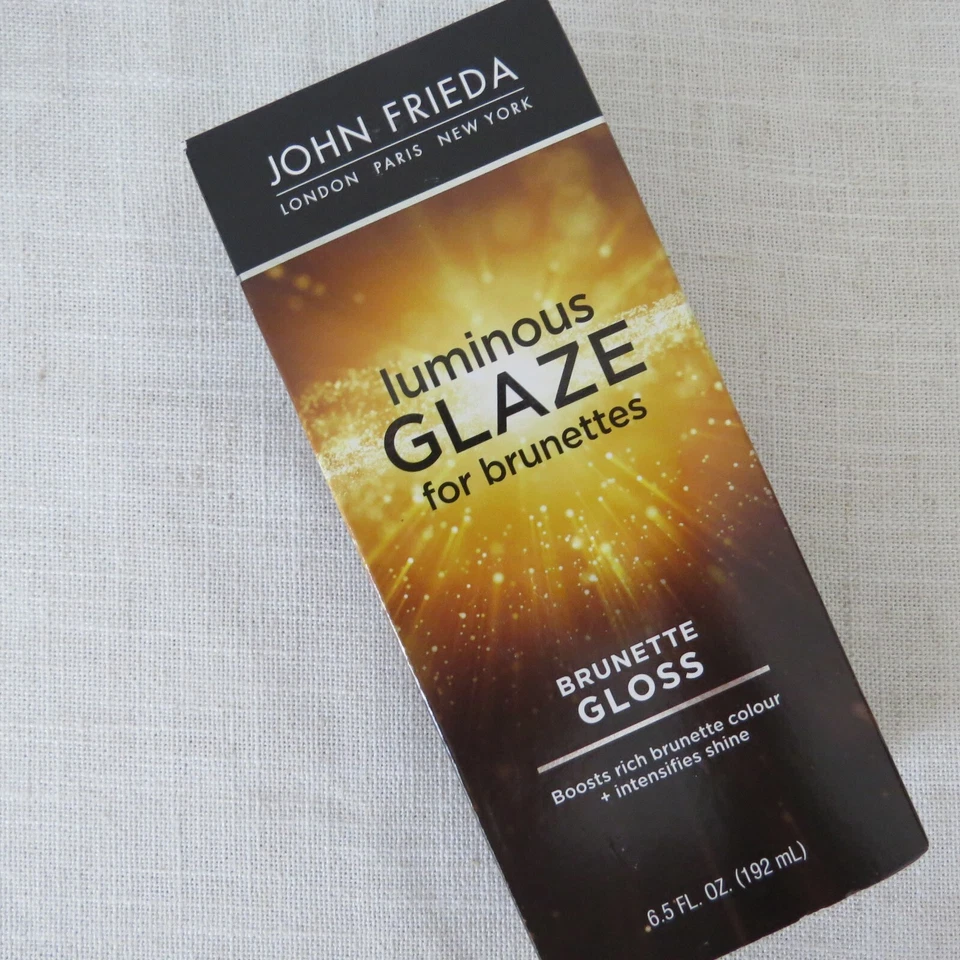 JOHN FRIEDA
LONDON PARIS NEW YORK
luminous
GLAZE
for brunettes
BRUNETTE
GLOSS
Boosts rich brunette colour
+ intensifies shine
6.5 FL. OZ. (192 mL)